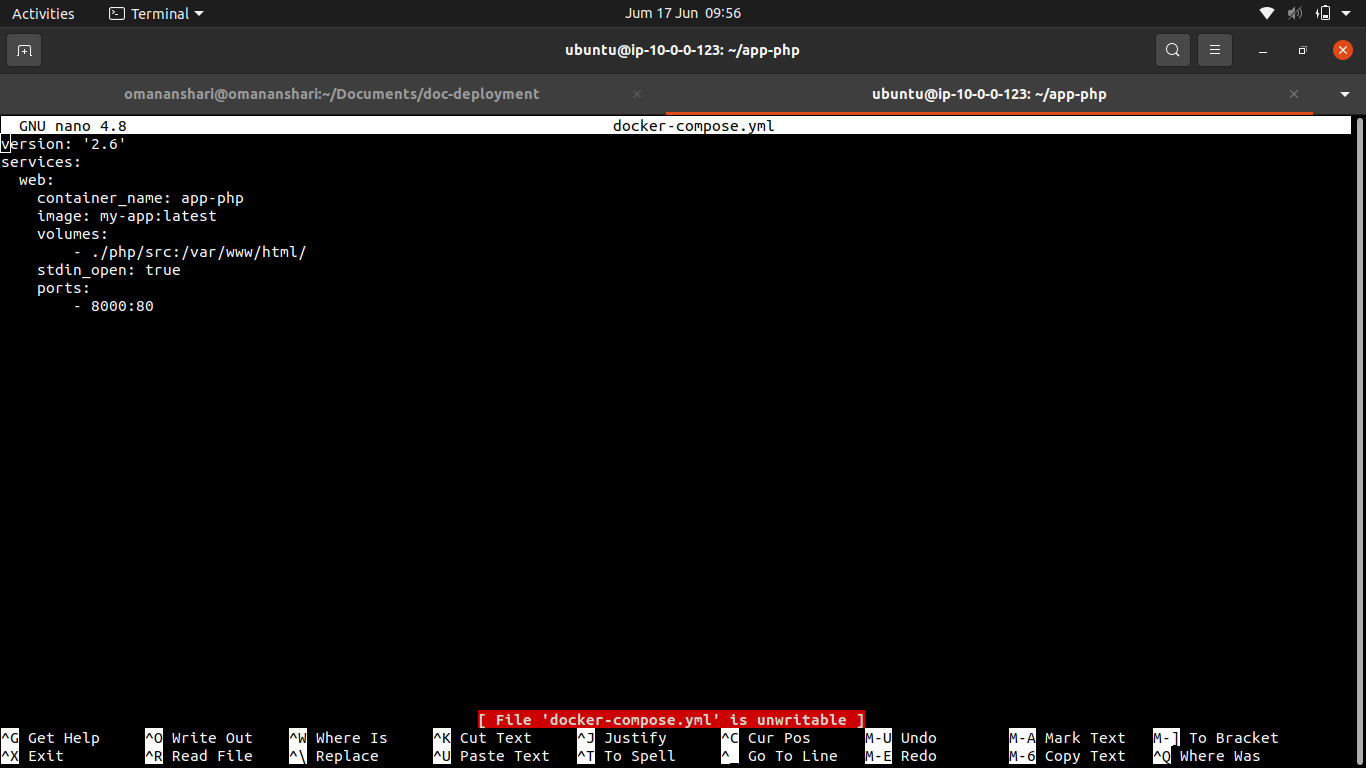 Activities Terminal Jum 17 Jun 09:56
ubuntu@ip-10-0-0-123: ~/app-php
omananshari@omananshari:~/Documents/doc-deployment ubuntu@ip-10-0-0-123: ~/app-php
GNU nano 4.8 docker-compose.yml
version: '2.6'
services:
  web:
    container_name: app-php
    image: my-app:latest
    volumes:
        - ./php/src:/var/www/html/
    stdin_open: true
    ports:
        - 8000:80
[ File 'docker-compose.yml' is unwritable ]
^G Get Help ^O Write Out ^W Where Is ^K Cut Text ^J Justify ^C Cur Pos M-U Undo M-A Mark Text M-] To Bracket
^X Exit ^R Read File ^\ Replace ^U Paste Text ^T To Spell ^_ Go To Line M-E Redo M-6 Copy Text ^Q Where Was